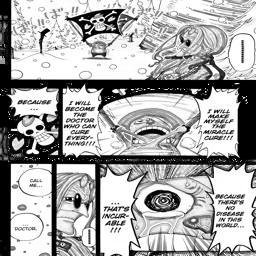 I WILL
MAKE
MYSELF
THE
MIRACLE
CURE!!!
I WILL
BECOME
THE
DOCTOR
WHO CAN
CURE
EVERY-
THING!!!
BECAUSE
...
BECAUSE
THERE'S
NO
DISEASE
IN THIS
WORLD...
...
THAT'S
INCUR-
ABLE
!!!
CALL
ME...
...
DOCTOR.